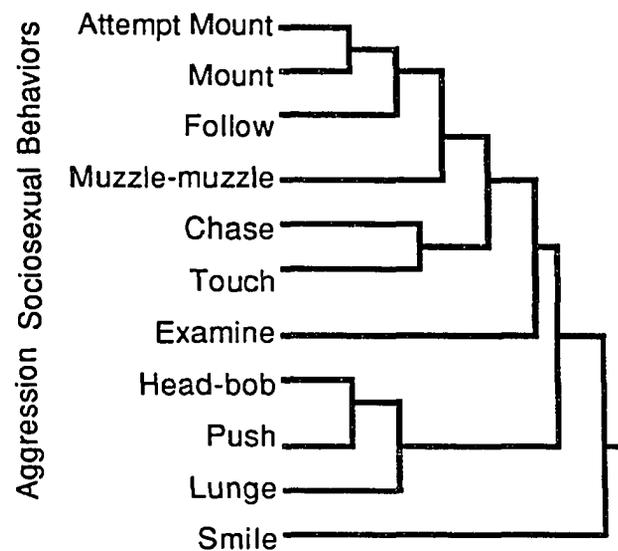 Aggression Sociosexual Behaviors
Attempt Mount
Mount
Follow
Muzzle-muzzle
Chase
Touch
Examine
Head-bob
Push
Lunge
Smile